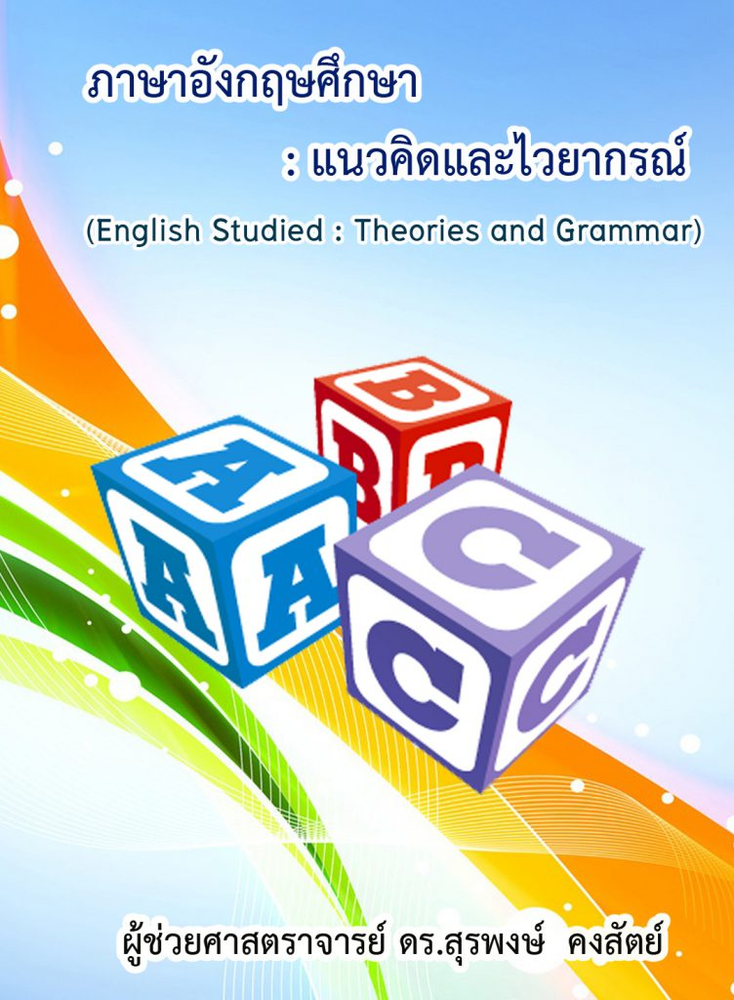 ภาษาอังกฤษศึกษา
: แนวคิดและไวยากรณ์
(English Studied : Theories and Grammar)
B
B
B
A
A
A
C
C
C
ผู้ช่วยศาสตราจารย์ ดร.สุรพงษ์ คงสัตย์